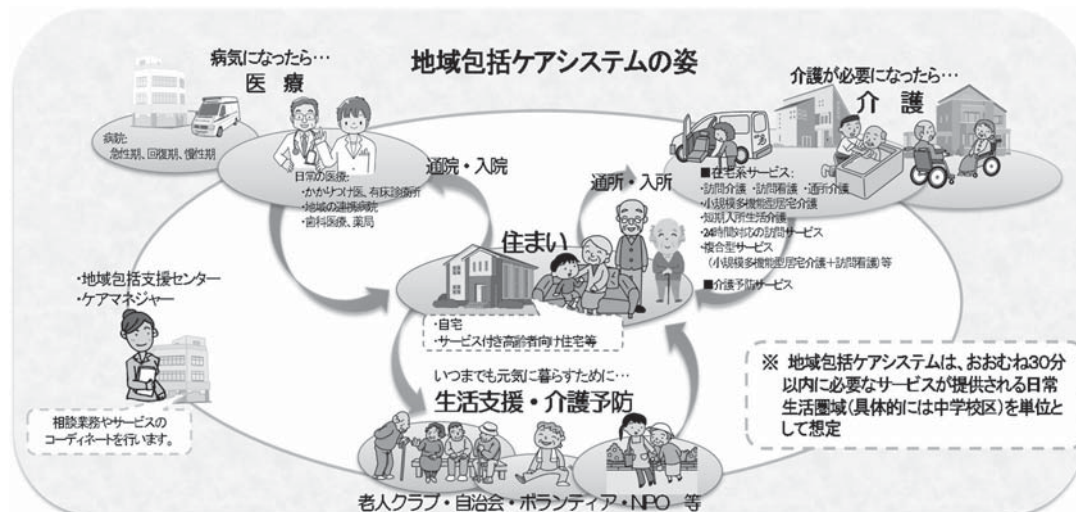 地域包括ケアシステムの姿
病気になったら…
医 療
病院:
急性期、回復期、慢性期
日常の医療:
・かかりつけ医、有床診療所
・地域の連携病院
・歯科医療、薬局
通院・入院
通所・入所
介護が必要になったら…
介 護
■在宅系サービス:
・訪問介護 ・訪問看護 ・通所介護
・小規模多機能型居宅介護
・短期入所生活介護
・24時間対応の訪問サービス
・複合型サービス
(小規模多機能型居宅介護+訪問看護)等
■介護予防サービス
住まい
・自宅
・サービス付き高齢者向け住宅等
・地域包括支援センター
・ケアマネジャー
相談業務やサービスの
コーディネートを行います。
いつまでも元気に暮らすために…
生活支援・介護予防
老人クラブ・自治会・ボランティア・NPO 等
※ 地域包括ケアシステムは、おおむね30分
以内に必要なサービスが提供される日常
生活圏域(具体的には中学校区)を単位と
して想定